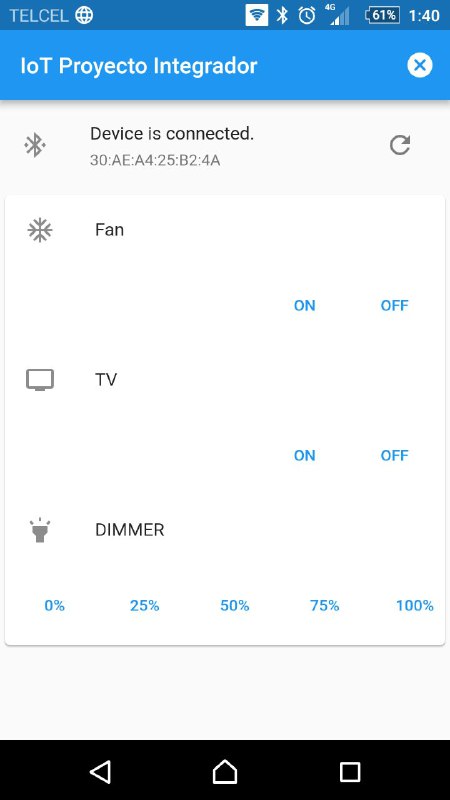 TELCEL 4G 61% 1:40
IoT Proyecto Integrador
Device is connected.
30:AE:A4:25:B2:4A
Fan
ON OFF
TV
ON OFF
DIMMER
0% 25% 50% 75% 100%